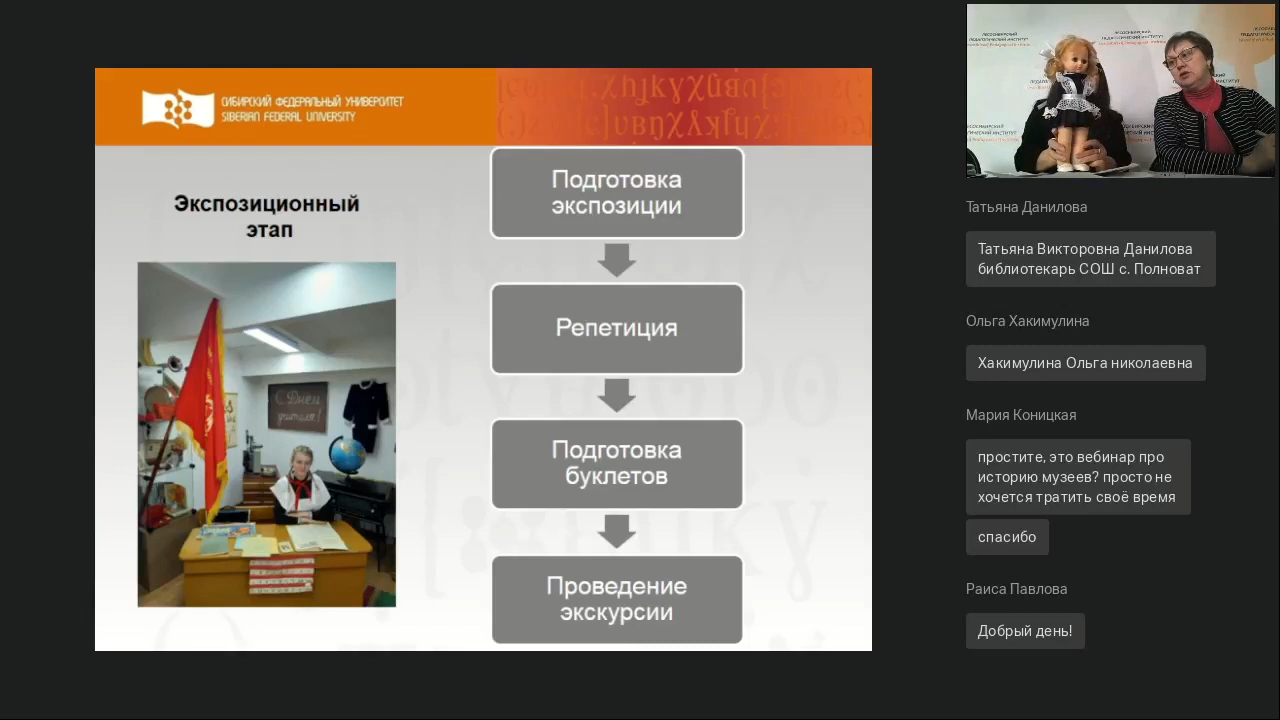 СИБИРСКИЙ ФЕДЕРАЛЬНЫЙ УНИВЕРСИТЕТ
SIBERIAN FEDERAL UNIVERSITY
Экспозиционный
этап
С Днём
учителя!
Подготовка
экспозиции
Репетиция
Подготовка
буклетов
Проведение
экскурсии
Татьяна Данилова
Татьяна Викторовна Данилова
библиотекарь СОШ с. Полноват
Ольга Хакимулина
Хакимулина Ольга николаевна
Мария Коницкая
простите, это вебинар про
историю музеев? просто не
хочется тратить своё время
спасибо
Раиса Павлова
Добрый день!